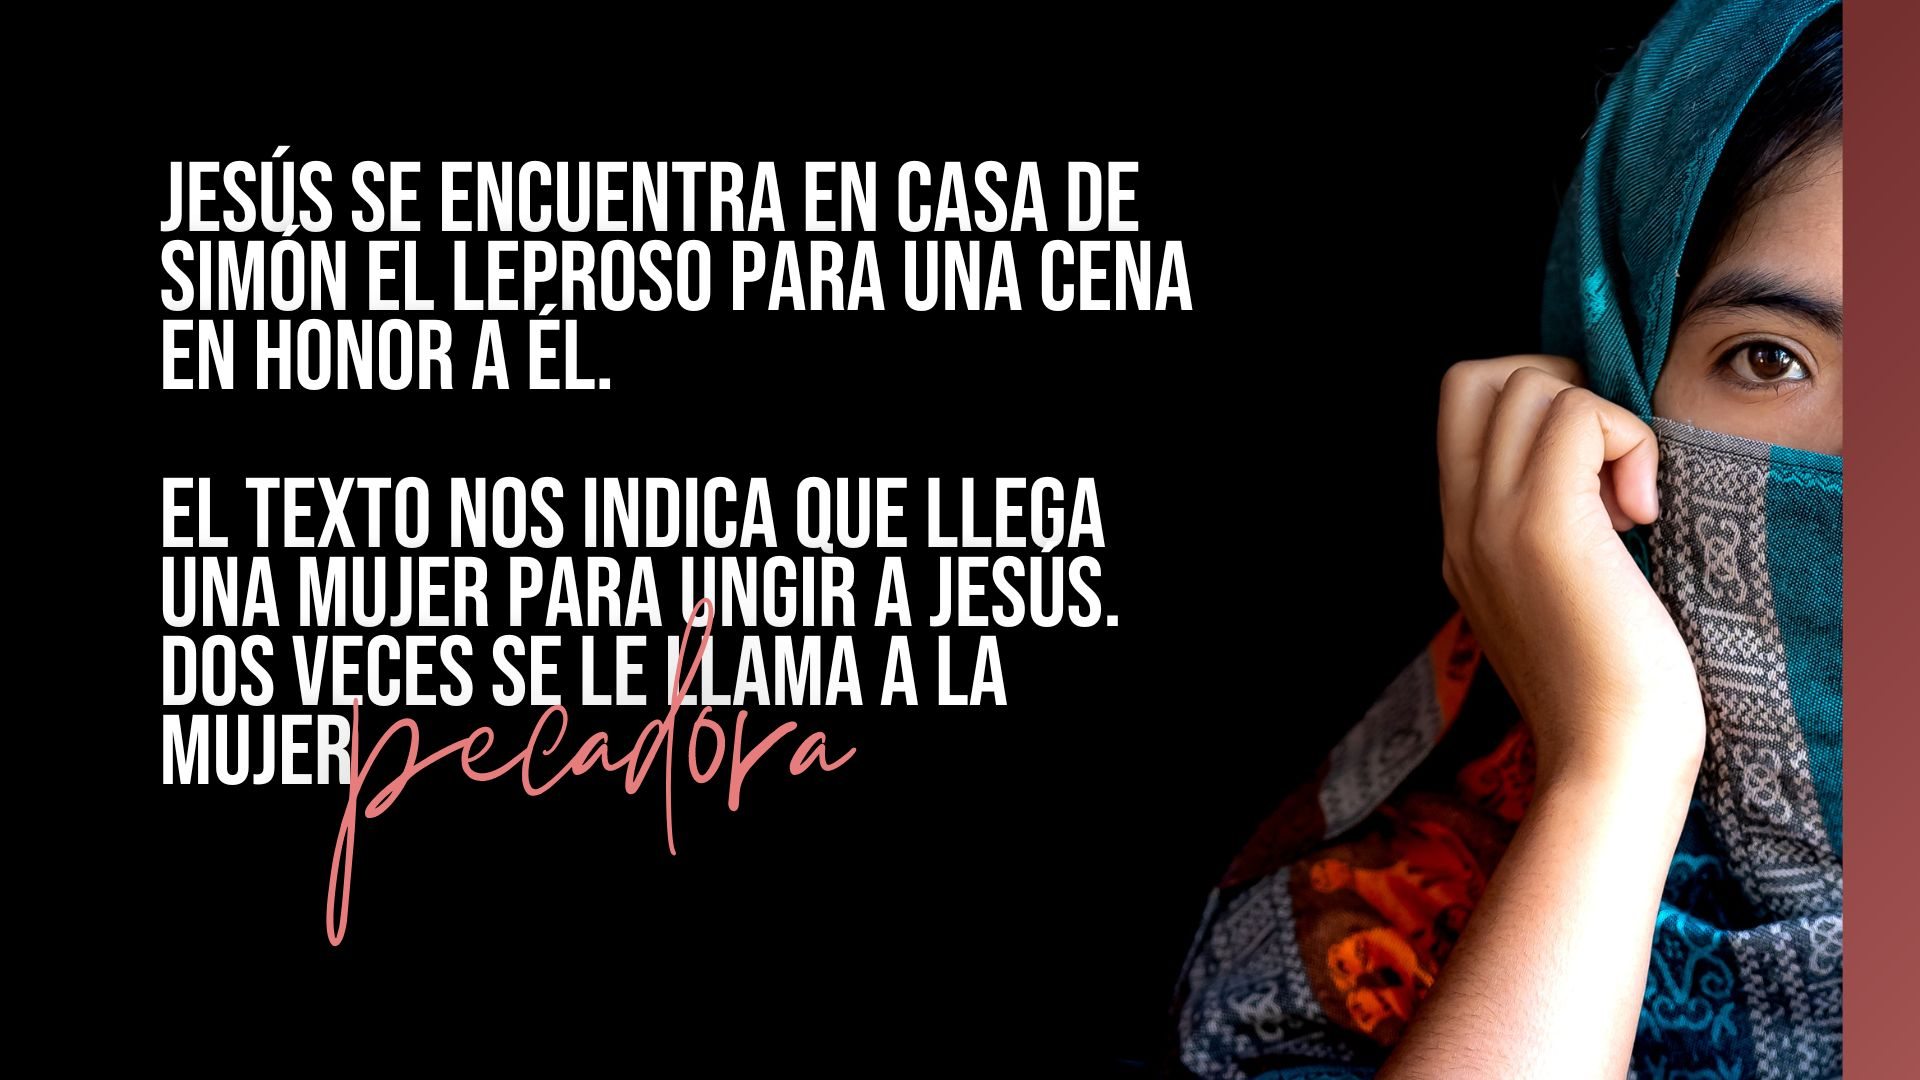 JESÚS SE ENCUENTRA EN CASA DE
SIMÓN EL LEPROSO PARA UNA CENA
EN HONOR A ÉL.
EL TEXTO NOS INDICA QUE LLEGA
UNA MUJER PARA UNGIR A JESÚS.
DOS VECES SE LE LLAMA A LA
MUJER pecadora